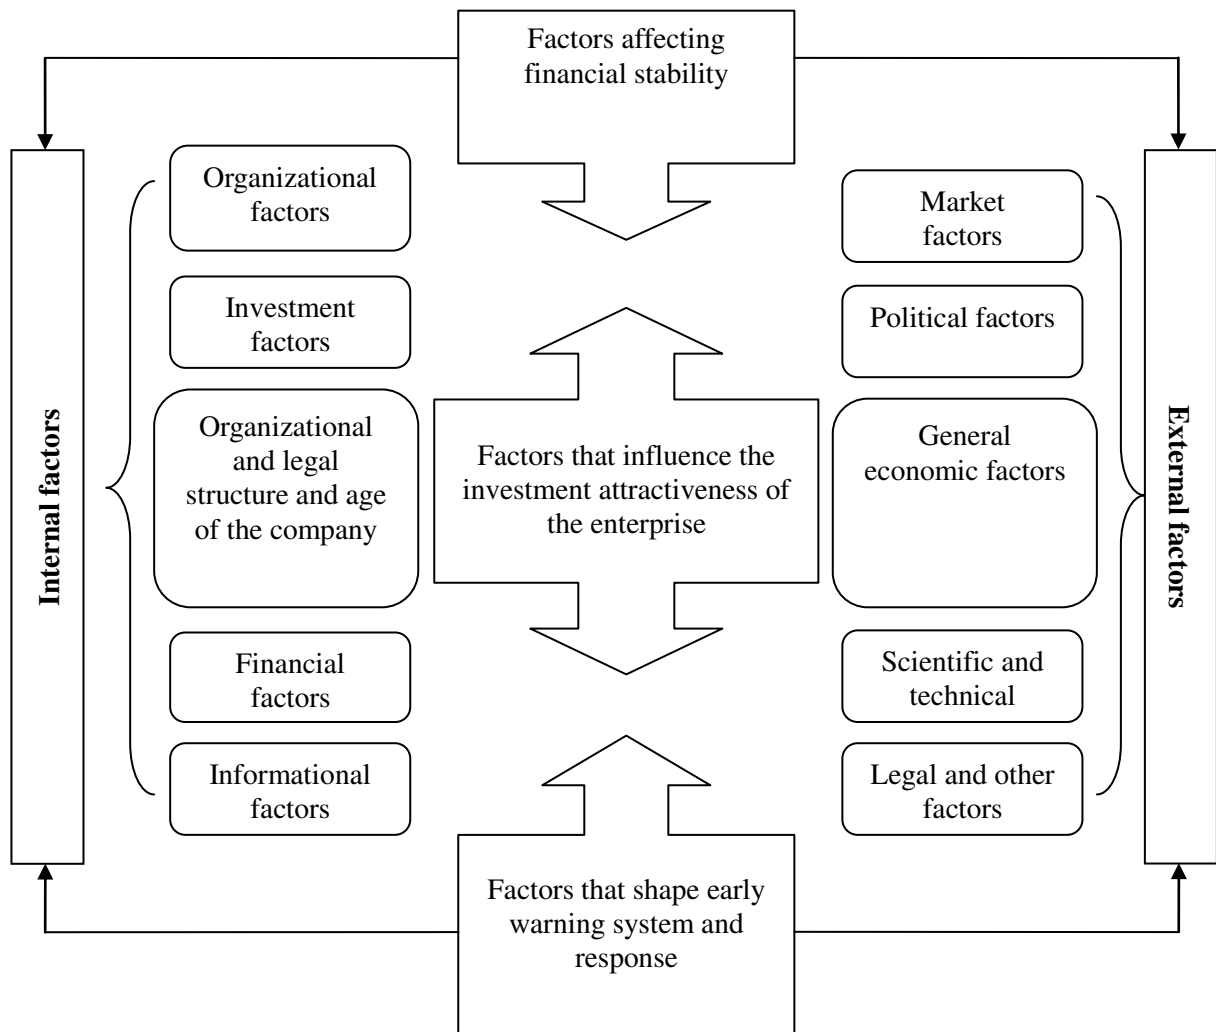 Factors affecting
financial stability
Internal factors
Organizational
factors
Investment
factors
Organizational
and legal
structure and age
of the company
Financial
factors
Informational
factors
Factors that influence the
investment attractiveness of
the enterprise
Market
factors
Political factors
General
economic factors
Scientific and
technical
Legal and other
factors
External factors
Factors that shape early
warning system and
response